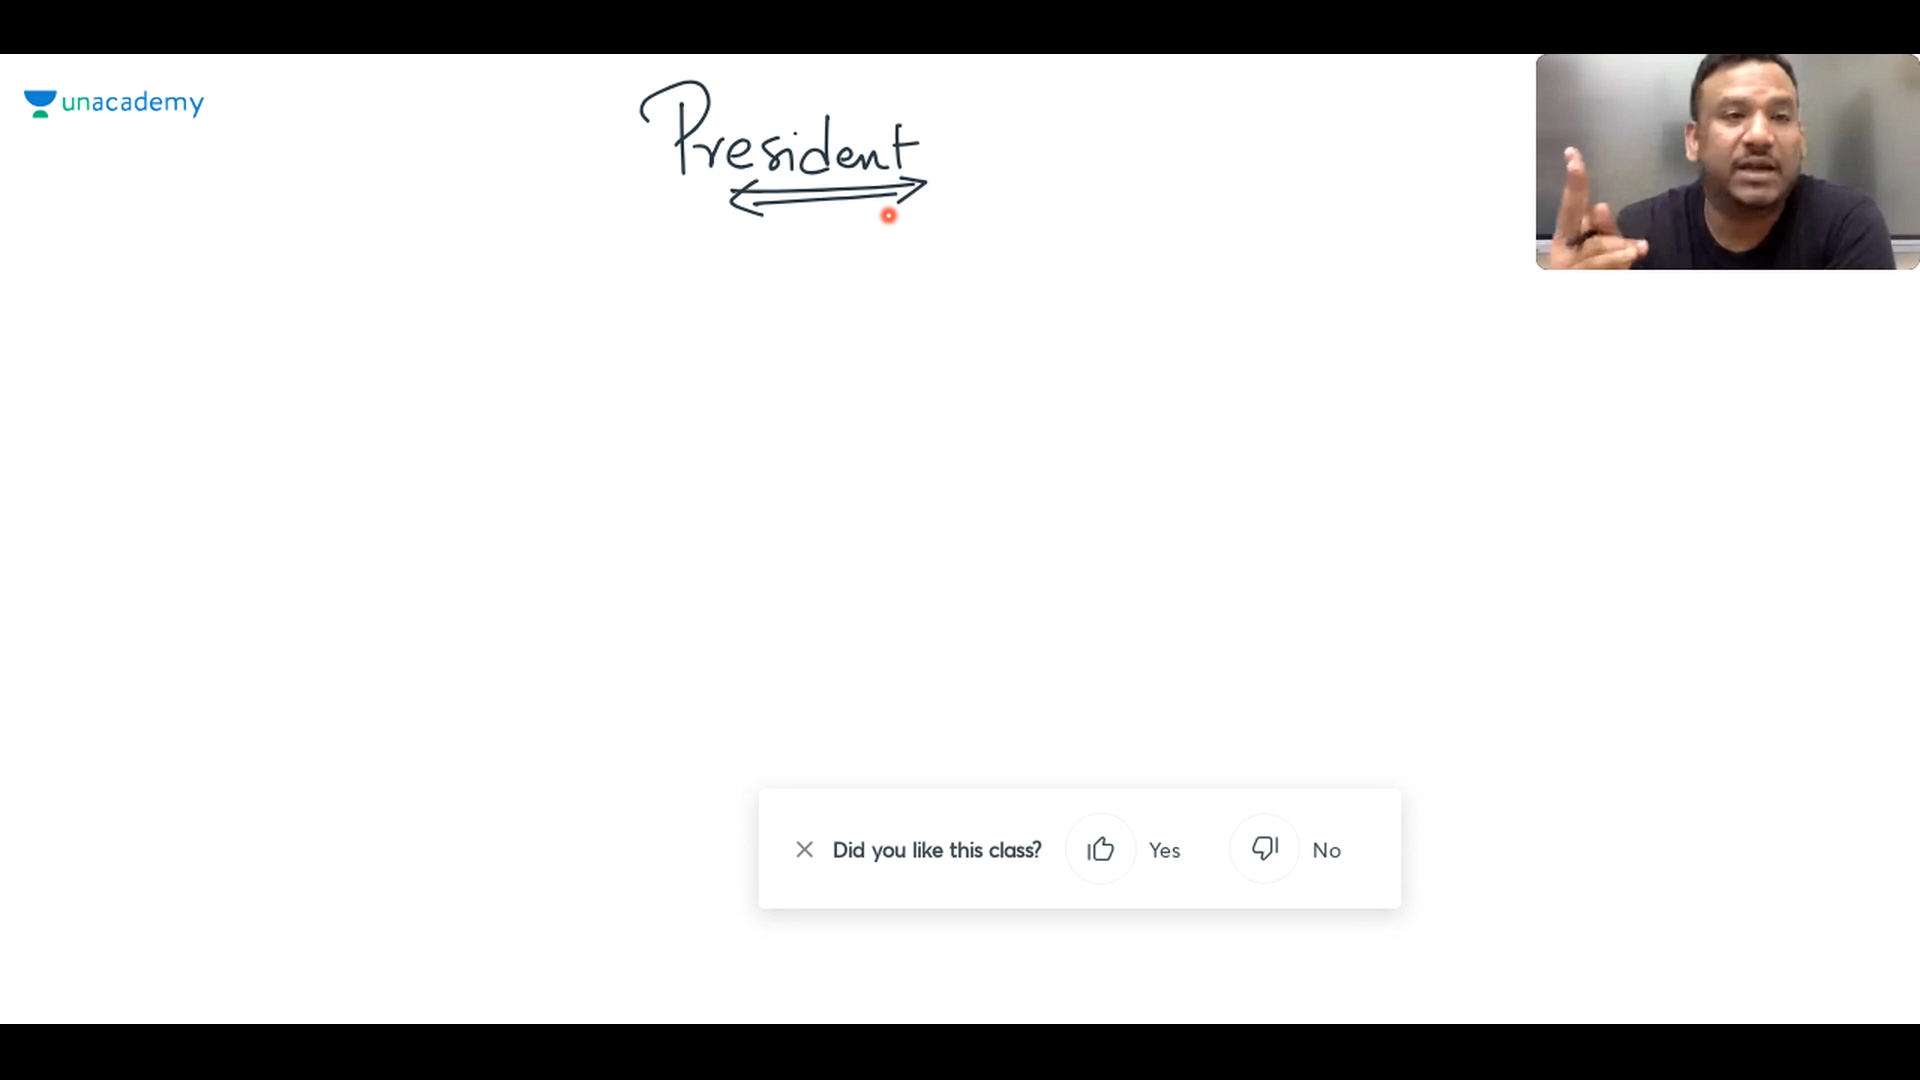 unacademy
President
Did you like this class?
Yes
No